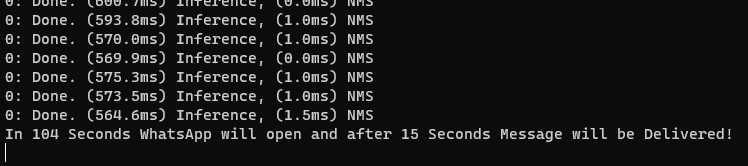 0: Done. (600.7ms) Inference, (0.0ms) NMS
0: Done. (593.8ms) Inference, (1.0ms) NMS
0: Done. (570.0ms) Inference, (1.0ms) NMS
0: Done. (569.9ms) Inference, (0.0ms) NMS
0: Done. (575.3ms) Inference, (1.0ms) NMS
0: Done. (573.5ms) Inference, (1.0ms) NMS
0: Done. (564.6ms) Inference, (1.5ms) NMS
In 104 Seconds WhatsApp will open and after 15 Seconds Message will be Delivered!